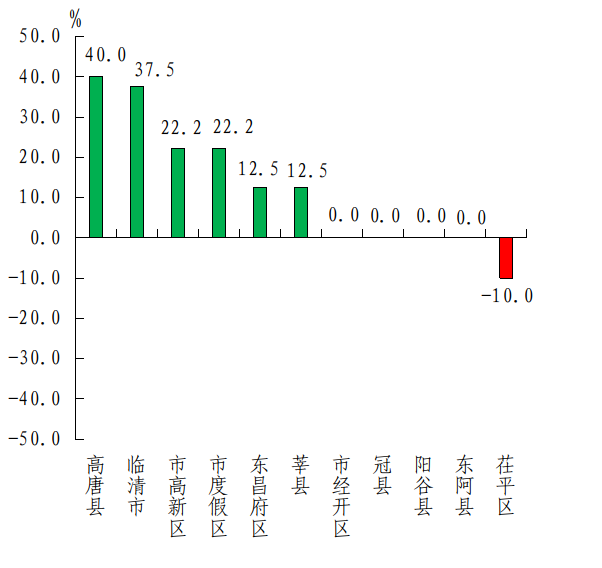 %
50.0
40.0
30.0
20.0
10.0
0.0
-10.0
-20.0
-30.0
-40.0
-50.0
40.0
37.5
22.2
22.2
12.5
12.5
0.0
0.0
0.0
0.0
-10.0
高唐县
临清市
市高新区
市度假区
东昌府区
莘县
市经开区
冠县
阳谷县
东阿县
茌平区